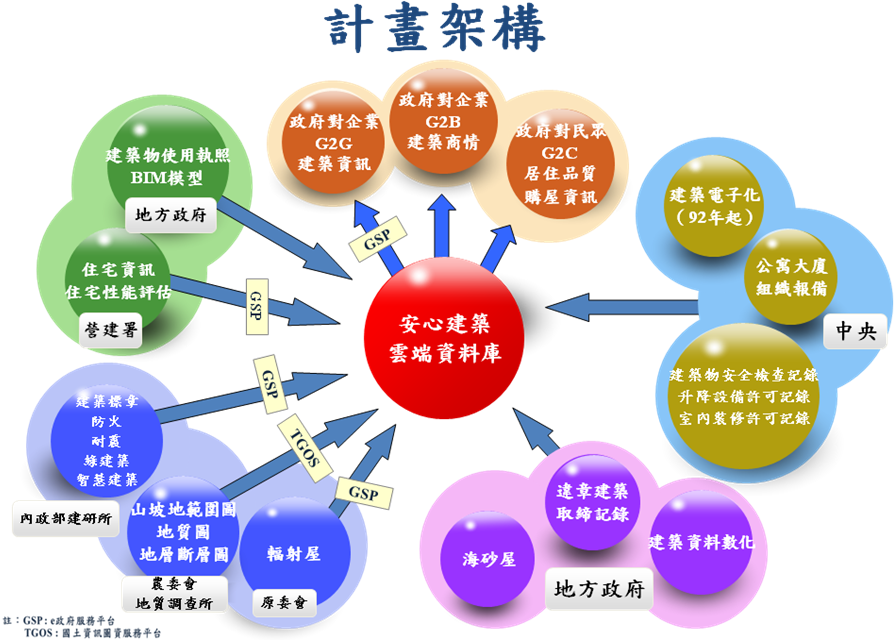 計畫架構
建築物使用執照
BIM模型
地方政府
住宅資訊
住宅性能評估
營建署
政府對企業
G2G
建築資訊
政府對企業
G2B
建築商情
政府對民眾
G2C
居住品質
購屋資訊
建築電子化
（92年起）
公寓大廈
組織報備
中央
建築物安全檢查記錄
升降設備許可記錄
室內裝修許可記錄
GSP
GSP
GSP
TGOS
GSP
安心建築
雲端資料庫
建築標章
防火
耐震
綠建築
智慧建築
內政部建研所
山坡地範圍圖
地質圖
地層斷層圖
農委會
地質調查所
輻射屋
原委會
海砂屋
違章建築
取締記錄
建築資料數化
地方政府
註：GSP : e政府服務平台
TGOS : 國土資訊圖資服務平台